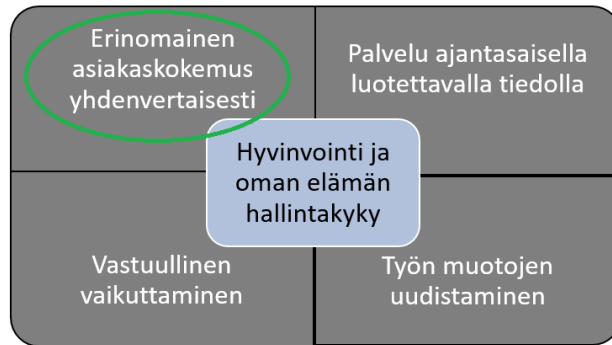 Erinomainen
asiakaskokemus
yhdenvertaisesti
Palvelu ajantasaisella
luotettavalla tiedolla
Hyvinvointi ja
oman elämän
hallintakyky
Vastuullinen
vaikuttaminen
Työn muotojen
uudistaminen